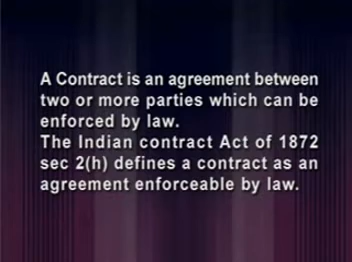 A Contract is an agreement between
two or more parties which can be
enforced by law.
The Indian contract Act of 1872
sec 2(h) defines a contract as an
agreement enforceable by law.